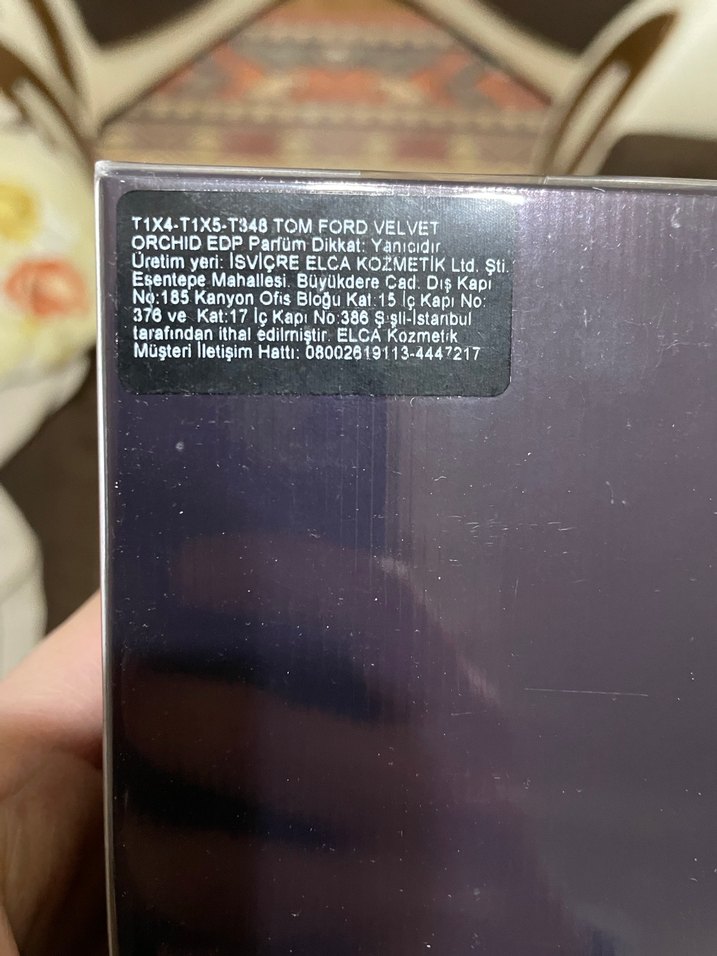 T1X4-T1X5-T348 TOM FORD VELVET
ORCHID EDP Parfüm Dikkat: Yanıcıdır
Üretim yeri: İSVİÇRE ELCA KOZMETİK Ltd. Şti.
Esentepe Mahallesi. Büyükdere Cad. Dış Kapı
No:185 Kanyon Ofis Bloğu Kat:15 İç Kapı No:
376 ve Kat:17 İç Kapı No:386 Şişli-İstanbul
tarafından ithal edilmiştir. ELCA Kozmetik
Müşteri İletişim Hattı: 08002619113-4447217